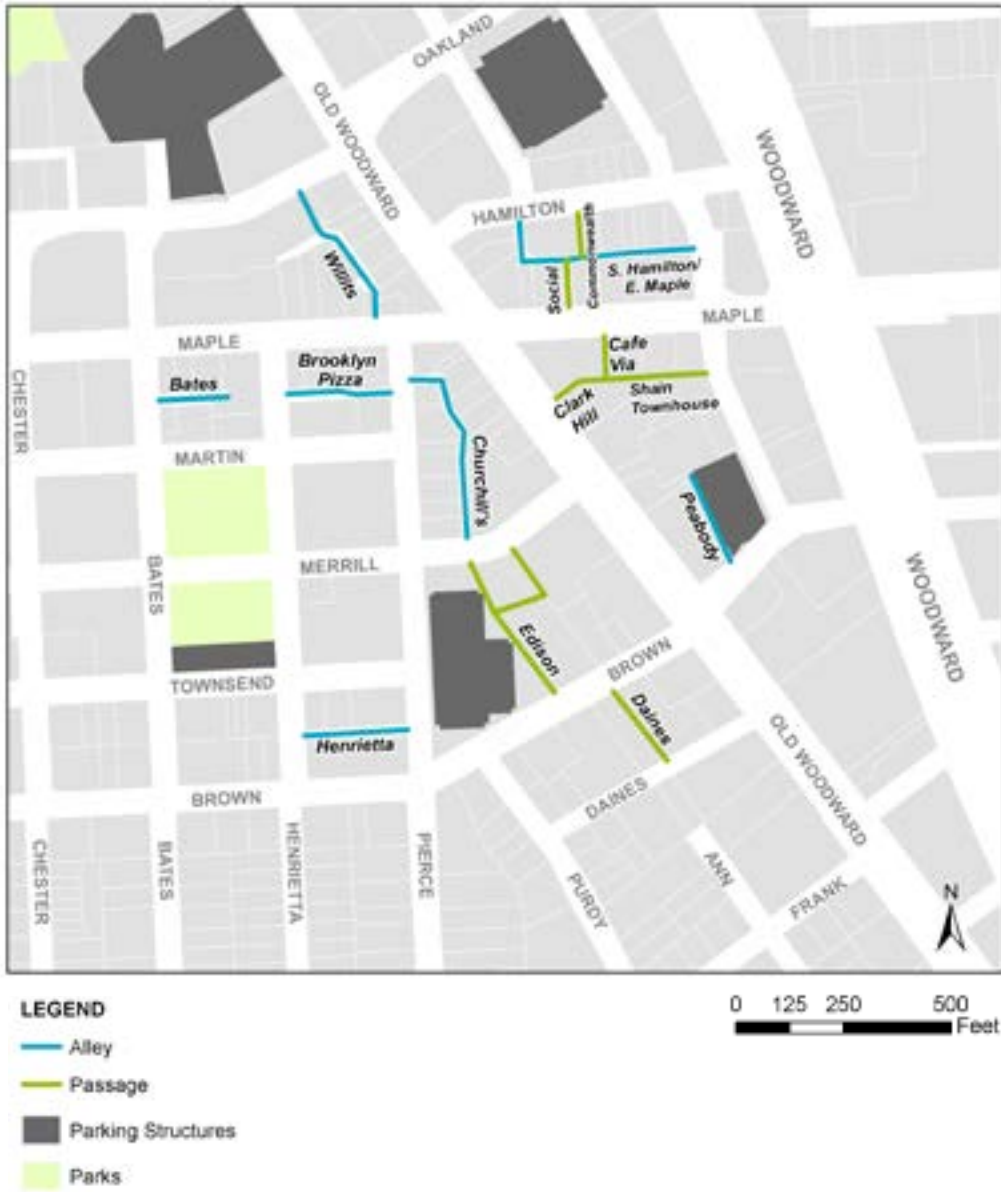 OAKLAND
OLD WOODWARD
WOODWARD
HAMILTON
Commonwealth
Willits
Social
S. Hamilton/
E. Maple
MAPLE
MAPLE
Cafe
Via
Brooklyn
Pizza
Bates
Shain
Townhouse
Clark
Hill
CHESTER
MARTIN
Churchill's
Peabody
MERRILL
BATES
WOODWARD
Edison
BROWN
TOWNSEND
Daines
Henrietta
OLD WOODWARD
BROWN
DAINES
CHESTER
BATES
HENRIETTA
PIERCE
PURDY
ANN
FRANK
N
LEGEND
Alley
Passage
Parking Structures
Parks
0 125 250 500
Feet